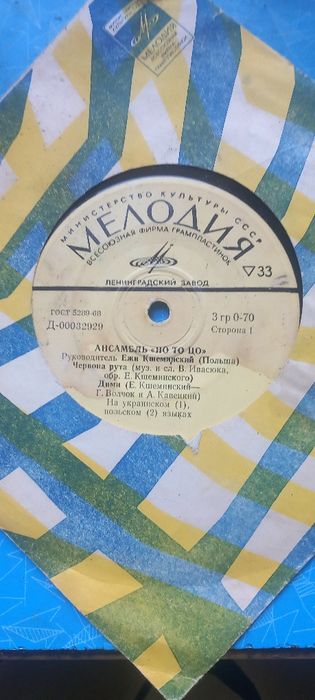 МЕЛОДИЯ
МИНИСТЕРСТВО КУЛЬТУРЫ СССР
МЕЛОДИЯ
ВСЕСОЮЗНАЯ ФИРМА ГРАМПЛАСТИНОК
▽33
ЛЕНИНГРАДСКИЙ ЗАВОД
ГОСТ 5289-68
Д-00032929
3 гр 0-70
Сторона 1
АНСАМБЛЬ «НО ТО ЦО»
Руководитель Ежи Кшеминский (Польша)
Червона рута (муз. и сл. В. Ивасюка,
обр. Е. Кшеминского)
Дими (Е. Кшеминский—
Г. Волчок и А. Кавецкий)
На украинском (1),
польском (2) языках